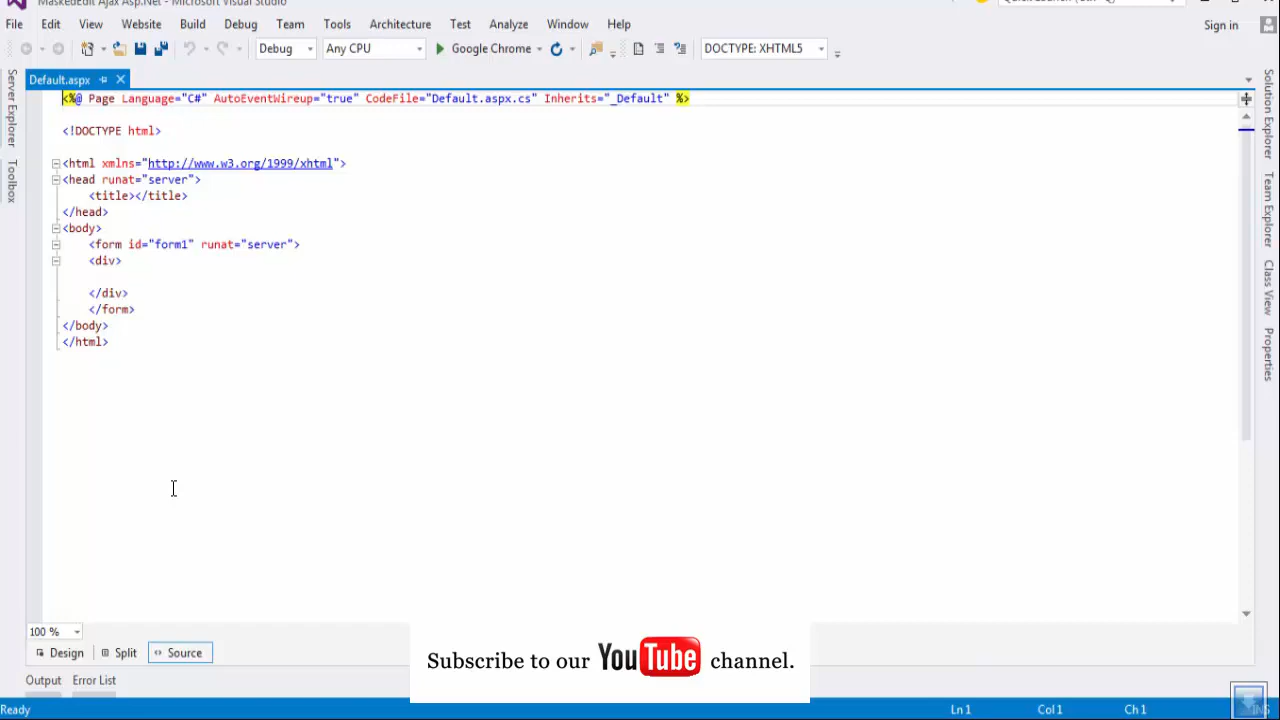 MaskedEdit Ajax Asp.Net - Microsoft Visual Studio
Quick Launch (Ctrl+Q)
File Edit View Website Build Debug Team Tools Architecture Test Analyze Window Help
Sign in
Debug Any CPU Google Chrome DOCTYPE: XHTML5
Default.aspx
Server Explorer
Toolbox
Solution Explorer
Team Explorer
Class View
Properties
<%@ Page Language="C#" AutoEventWireup="true" CodeFile="Default.aspx.cs" Inherits="_Default" %>
<!DOCTYPE html>
<html xmlns="http://www.w3.org/1999/xhtml">
<head runat="server">
<title></title>
</head>
<body>
<form id="form1" runat="server">
<div>
</div>
</form>
</body>
</html>
100 %
Design Split Source
Subscribe to our YouTube channel.
Output Error List
Ready Ln 1 Col 1 Ch 1 INS